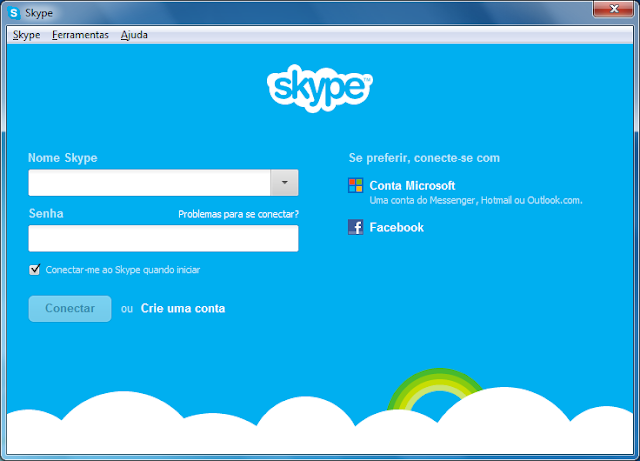 Skype
Skype Ferramentas Ajuda
skype™
Nome Skype
Senha
Problemas para se conectar?
Conectar-me ao Skype quando iniciar
Conectar ou Crie uma conta
Se preferir, conecte-se com
Conta Microsoft
Uma conta do Messenger, Hotmail ou Outlook.com.
Facebook